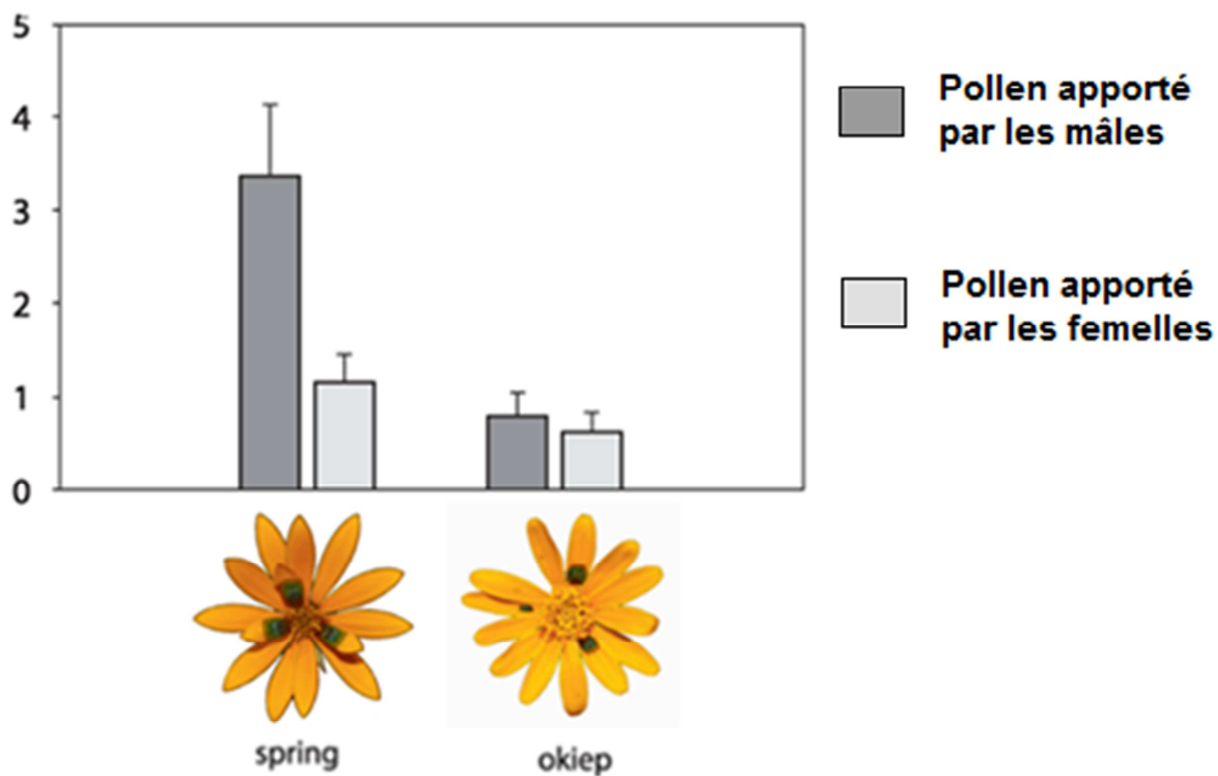 5
4
3
2
1
0
Pollen apporté
par les mâles
Pollen apporté
par les femelles
spring
okiep